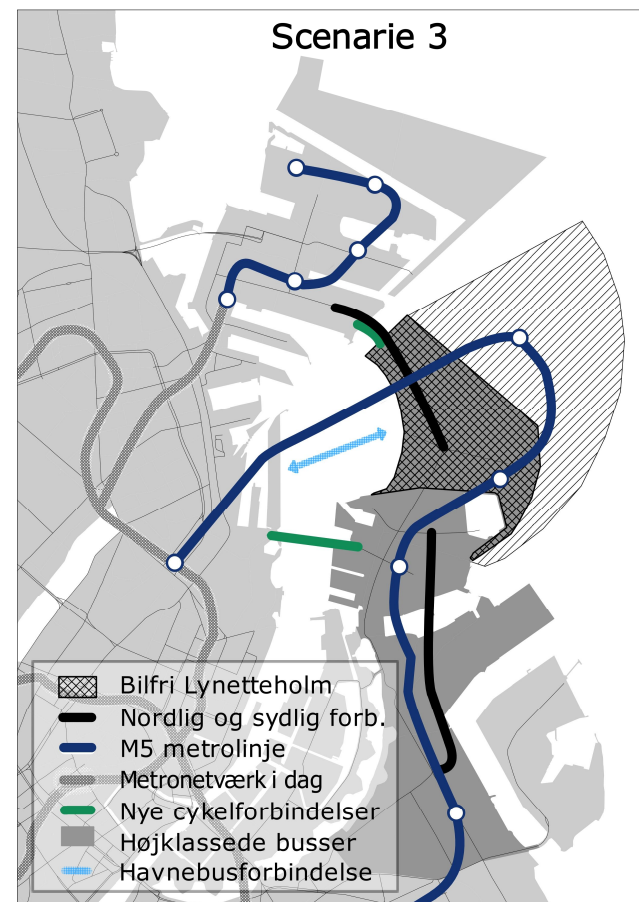 Scenarie 3
Bilfri Lynetteholm
Nordlig og sydlig forb.
M5 metrolinje
Metronetværk i dag
Nye cykelforbindelser
Højklassede busser
Havnebusforbindelse